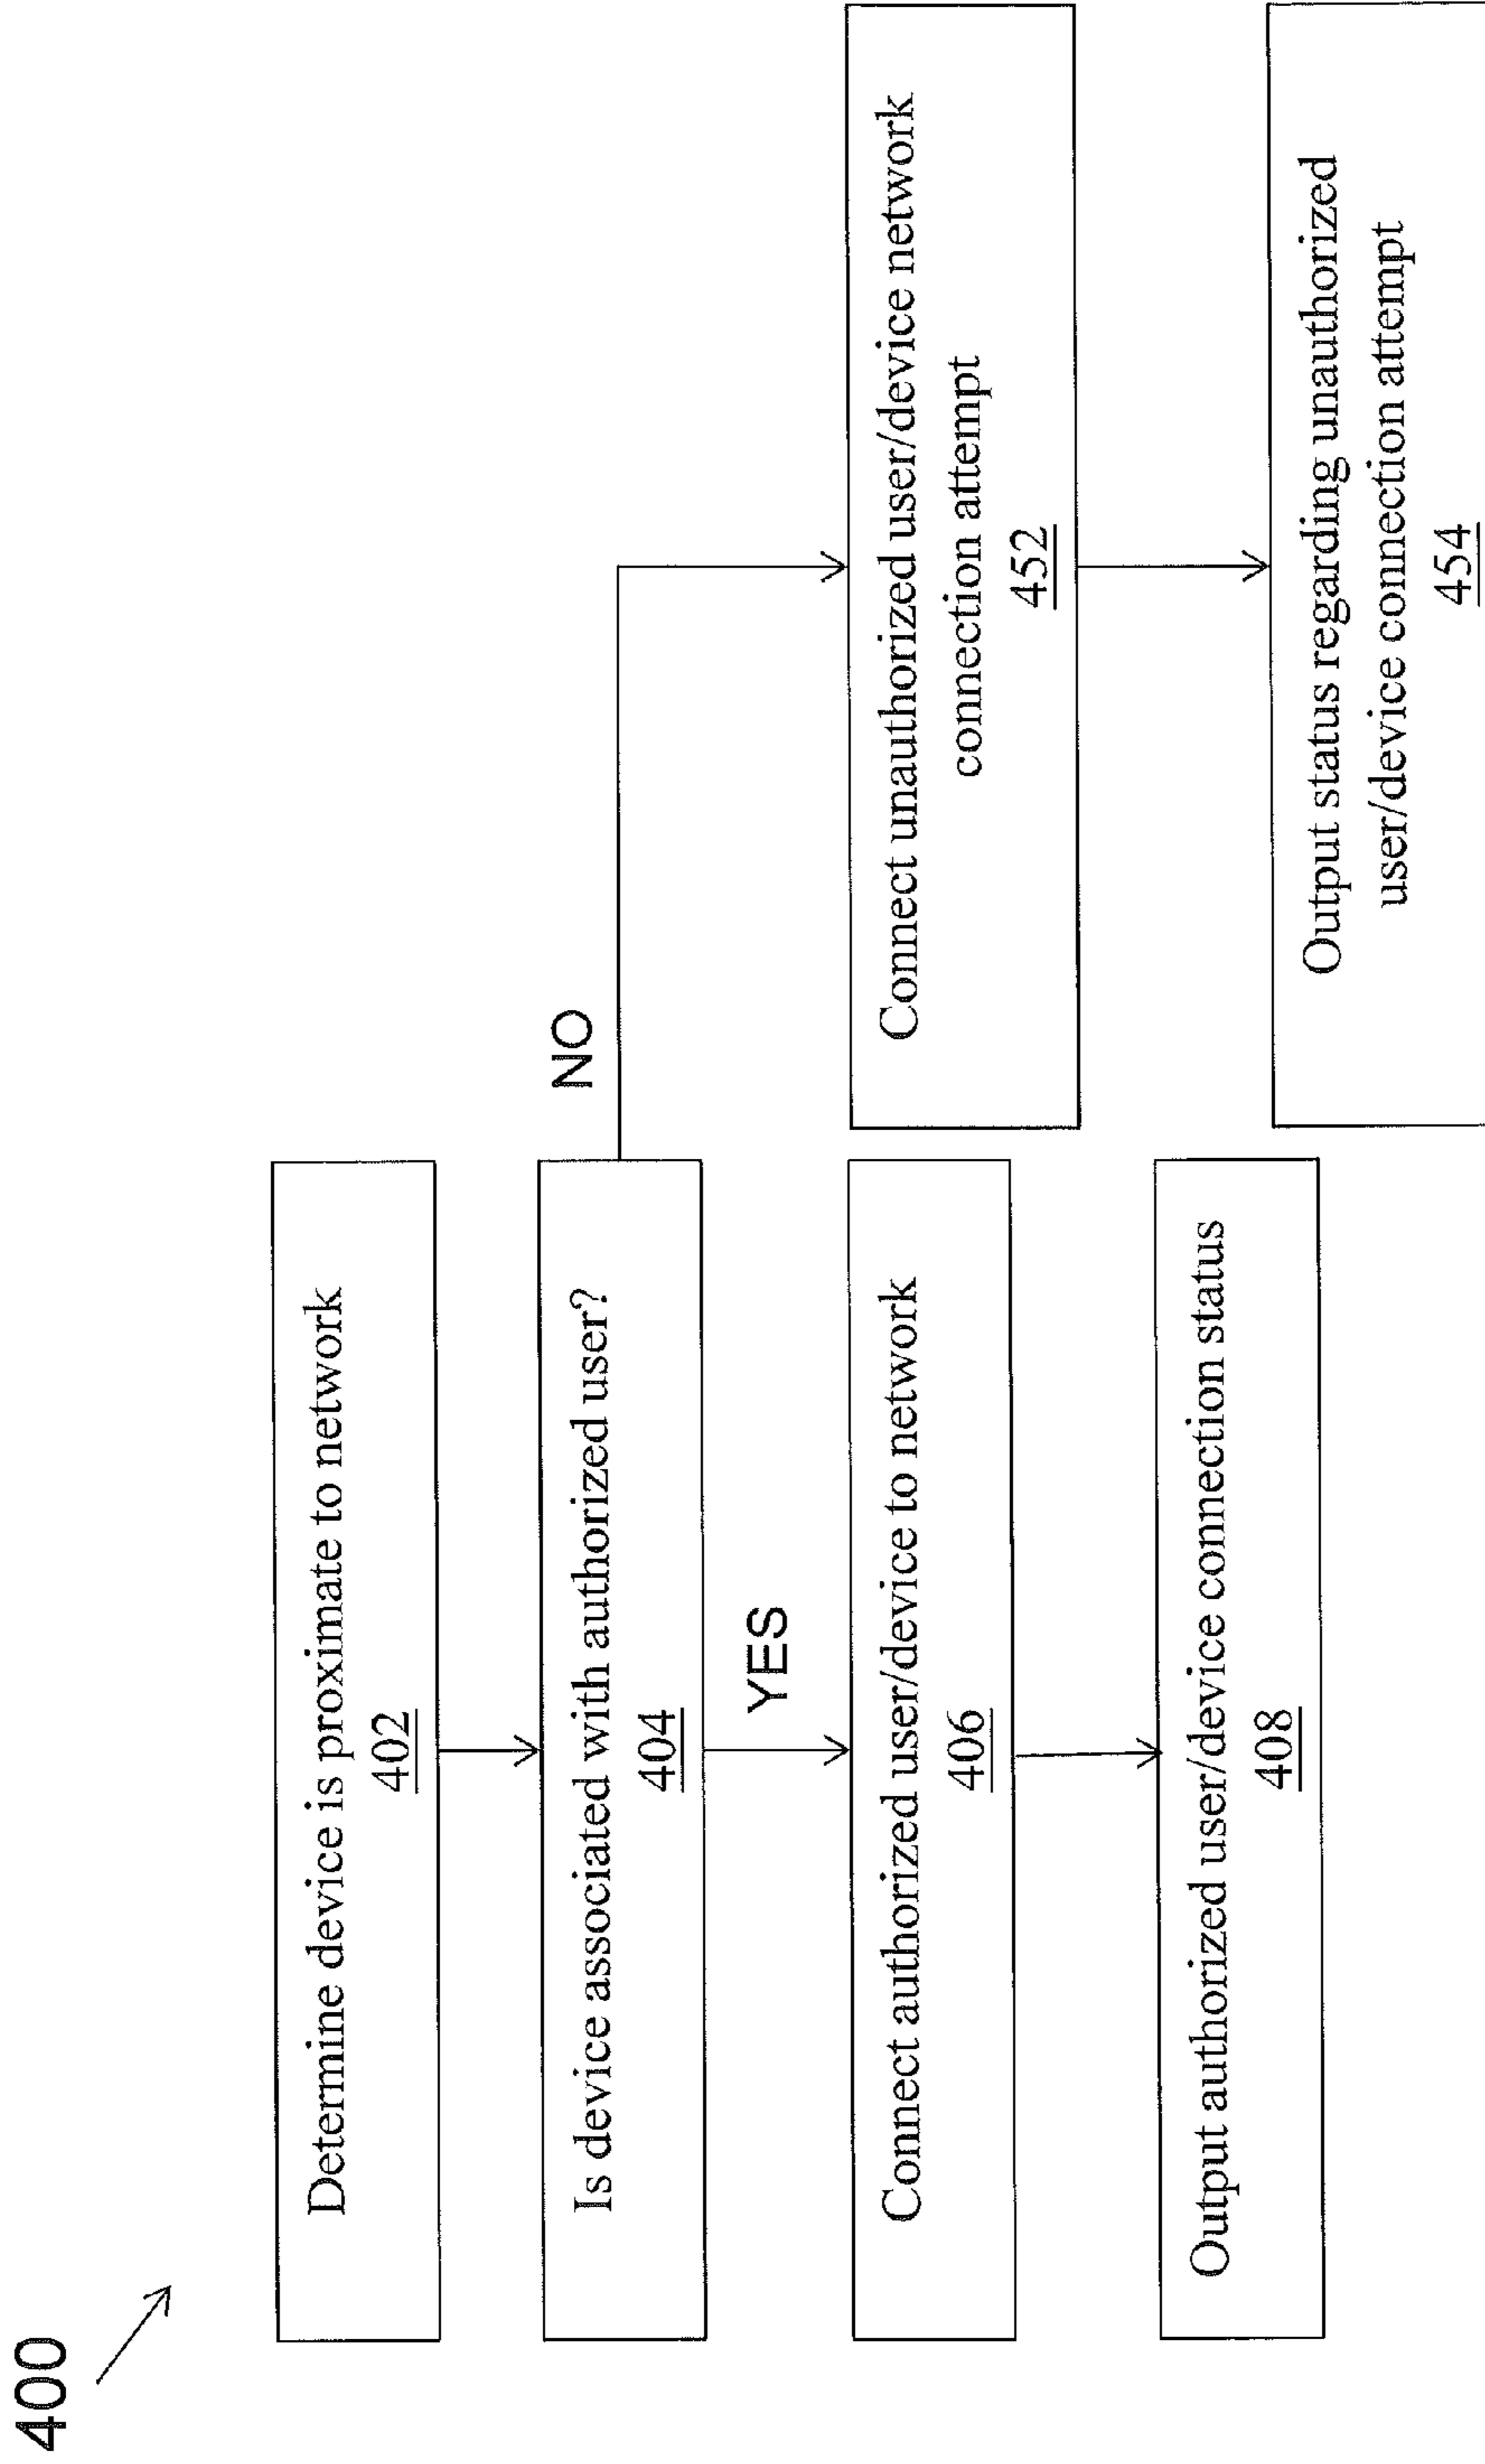 400
Determine device is proximate to network
402
Is device associated with authorized user?
404
NO
YES
Connect authorized user/device to network
406
Output authorized user/device connection status
408
Connect unauthorized user/device network
connection attempt
452
Output status regarding unauthorized
user/device connection attempt
454